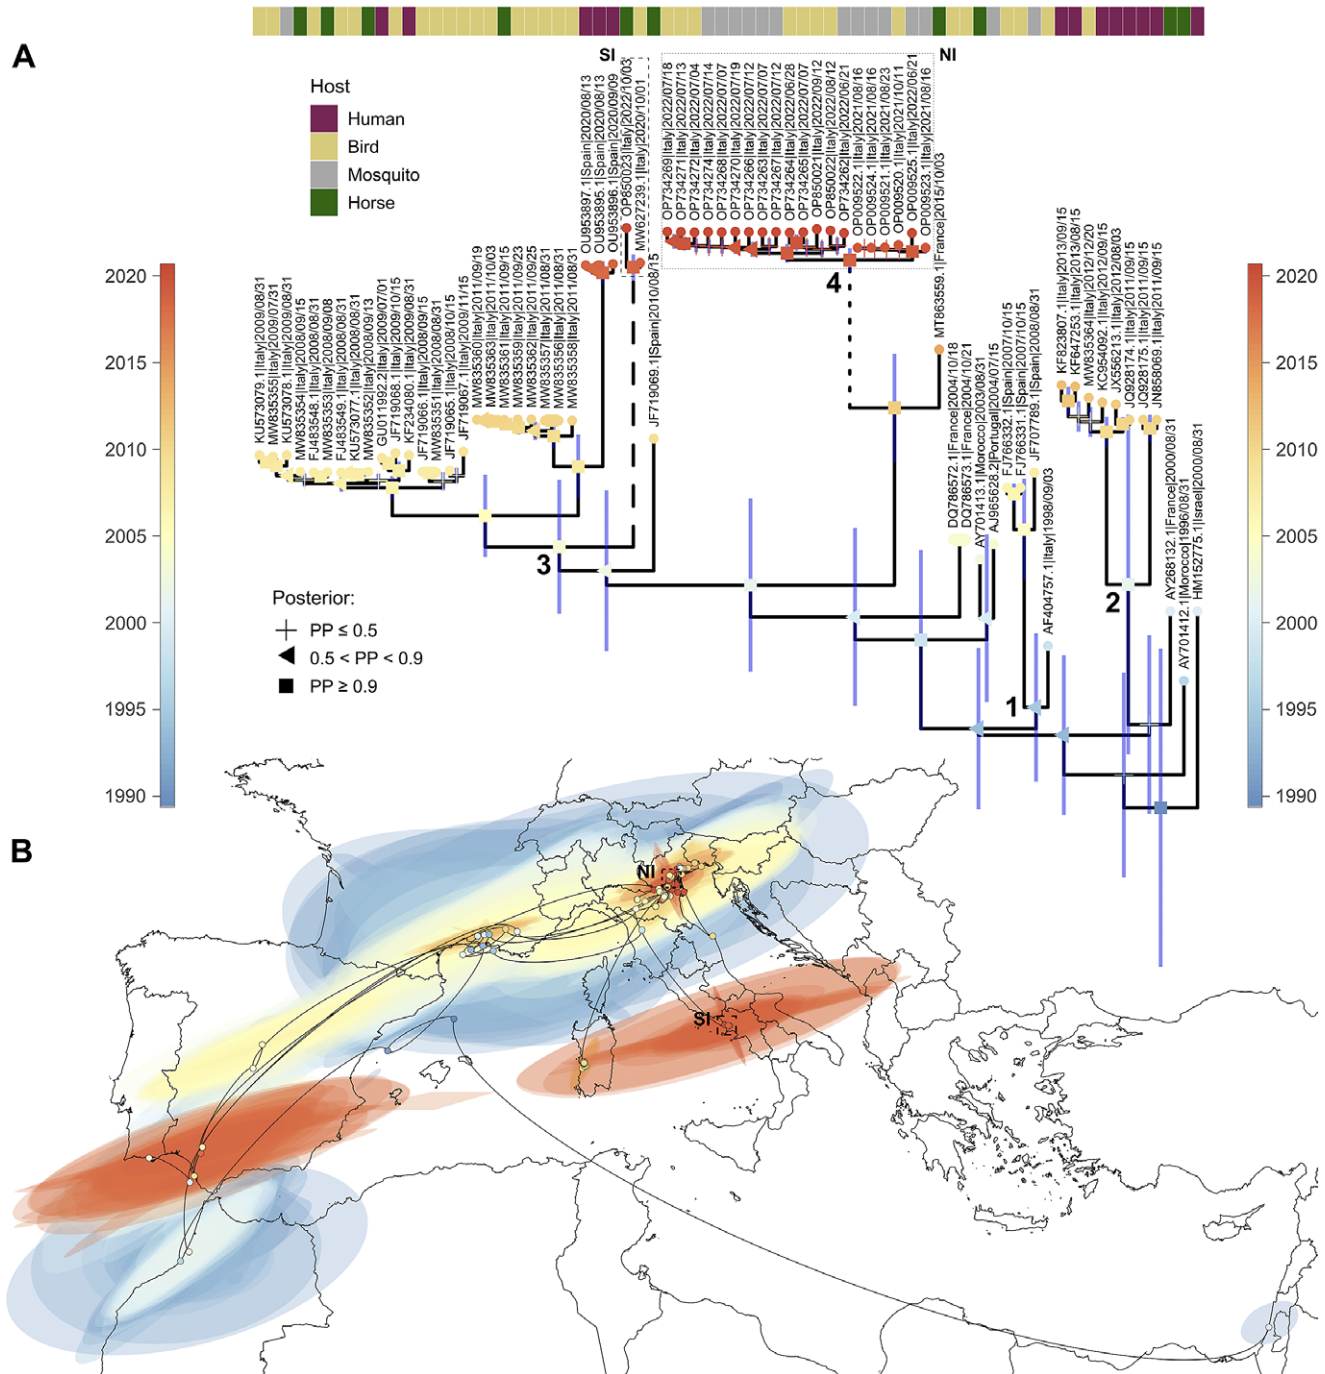 A
SI
NI
Host
Human
Bird
Mosquito
Horse
2020
2015
2010
2005
2000
1995
1990
KU573079.1|Italy|2009/08/31
MW835355|Italy|2009/07/31
KU573078.1|Italy|2009/08/31
MW835354|Italy|2008/09/15
FJ483548.1|Italy|2008/08/31
MW835353|Italy|2008/09/08
FJ483549.1|Italy|2008/08/31
KU573077.1|Italy|2008/08/31
MW835352|Italy|2008/09/13
GU011992.2|Italy|2009/07/01
JF719068.1|Italy|2009/10/15
KF234080.1|Italy|2009/08/31
JF719066.1|Italy|2008/09/15
MW835351|Italy|2008/08/31
JF719065.1|Italy|2008/10/15
JF719067.1|Italy|2009/11/15
MW835360|Italy|2011/09/19
MW835363|Italy|2011/10/03
MW835361|Italy|2011/09/15
MW835359|Italy|2011/09/23
MW835362|Italy|2011/09/25
MW835357|Italy|2011/08/31
MW835356|Italy|2011/08/31
MW835358|Italy|2011/08/31
OU953897.1|Spain|2020/08/13
OU953895.1|Spain|2020/08/13
OU953896.1|Spain|2020/09/09
OP850023|Italy|2022/10/03
MW627239.1|Italy|2020/10/01
JF719069.1|Spain|2010/08/15
OP734269|Italy|2022/07/18
OP734271|Italy|2022/07/13
OP734272|Italy|2022/07/04
OP734274|Italy|2022/07/14
OP734268|Italy|2022/07/07
OP734270|Italy|2022/07/19
OP734266|Italy|2022/07/12
OP734263|Italy|2022/07/07
OP734267|Italy|2022/07/12
OP734264|Italy|2022/06/28
OP734265|Italy|2022/07/07
OP850021|Italy|2022/09/12
OP850022|Italy|2022/08/12
OP734262|Italy|2022/06/21
OP009522.1|Italy|2021/08/16
OP009524.1|Italy|2021/08/16
OP009521.1|Italy|2021/08/23
OP009520.1|Italy|2021/10/11
OP009525.1|Italy|2022/06/21
OP009523.1|Italy|2021/08/16
MT863559.1|France|2015/10/03
DQ786572.1|France|2004/10/18
DQ786573.1|France|2004/10/21
AY701413.1|Morocco|2003/08/31
AJ965628.2|Portugal|2004/07/15
FJ766332.1|Spain|2007/10/15
FJ766331.1|Spain|2007/10/15
JF707789.1|Spain|2008/08/31
AF404757.1|Italy|1998/09/03
KF823807.1|Italy|2013/09/15
KF647253.1|Italy|2013/08/15
MW835364|Italy|2012/12/20
KC954092.1|Italy|2012/09/15
JX556213.1|Italy|2012/08/03
JQ928174.1|Italy|2011/09/15
JQ928175.1|Italy|2011/09/15
JN858069.1|Italy|2011/09/15
AY268132.1|France|2000/08/31
AY701412.1|Morocco|1996/08/31
HM152775.1|Israel|2000/08/31
4
3
2
1
Posterior:
PP ≤ 0.5
0.5 < PP < 0.9
PP ≥ 0.9
2020
2015
2010
2005
2000
1995
1990
B
NI
SI